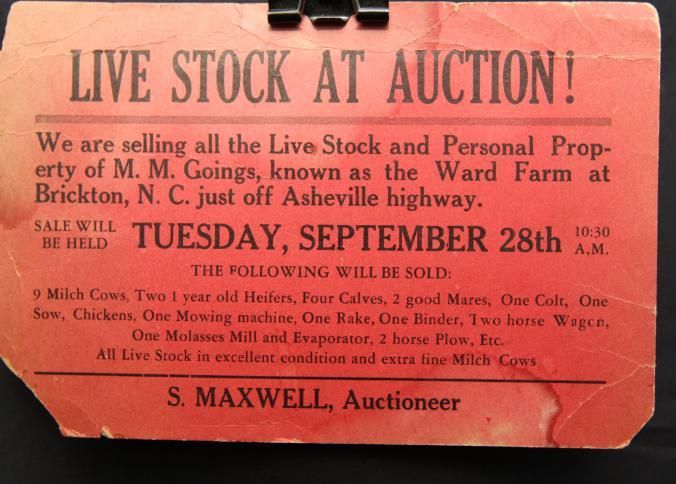 LIVE STOCK AT AUCTION!
We are selling all the Live Stock and Personal Prop-
erty of M. M. Goings, known as the Ward Farm at
Brickton, N. C. just off Asheville highway.
SALE WILL
BE HELD
TUESDAY, SEPTEMBER 28th
10:30
A.M.
THE FOLLOWING WILL BE SOLD:
9 Milch Cows, Two 1 year old Heifers, Four Calves, 2 good Mares, One Colt, One
Sow, Chickens, One Mowing machine, One Rake, One Binder, Two horse Wagon,
One Molasses Mill and Evaporator, 2 horse Plow, Etc.
All Live Stock in excellent condition and extra fine Milch Cows
S. MAXWELL, Auctioneer